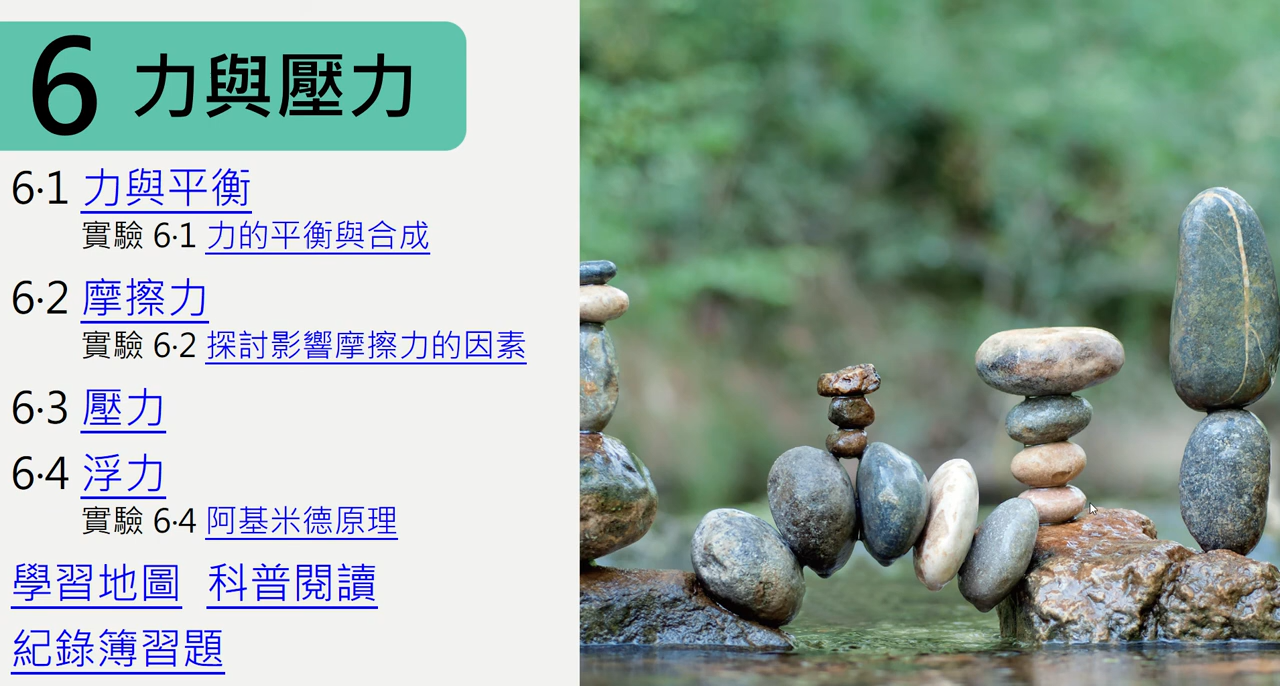 6 力與壓力
6·1 力與平衡
實驗 6·1 力的平衡與合成
6·2 摩擦力
實驗 6·2 探討影響摩擦力的因素
6·3 壓力
6·4 浮力
實驗 6·4 阿基米德原理
學習地圖 科普閱讀
紀錄簿習題